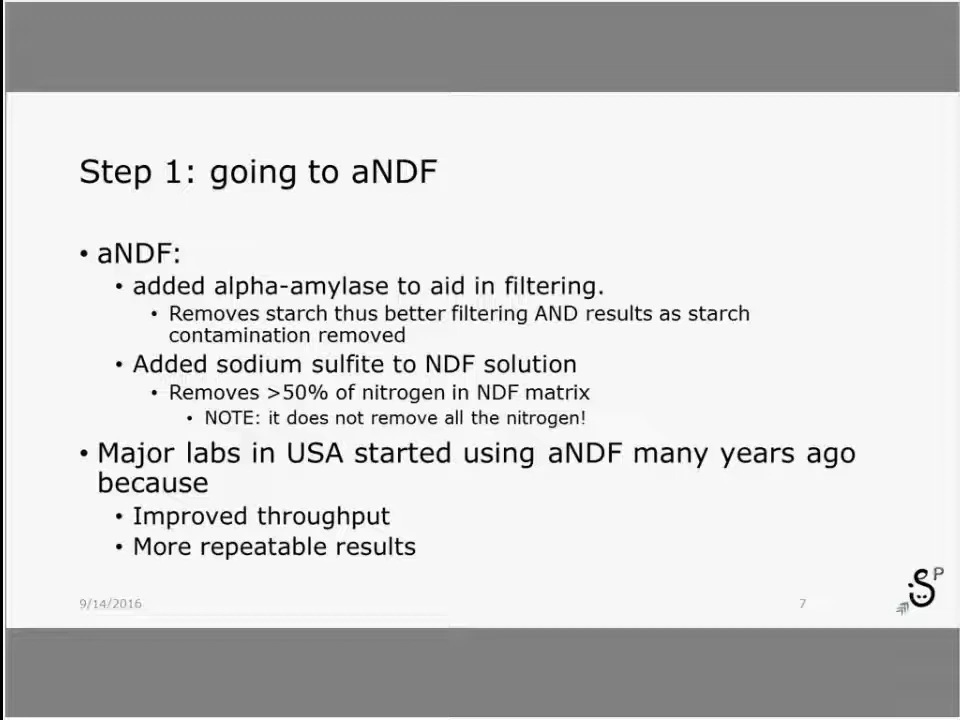 Step 1: going to aNDF
• aNDF:
• added alpha-amylase to aid in filtering.
• Removes starch thus better filtering AND results as starch
contamination removed
• Added sodium sulfite to NDF solution
• Removes >50% of nitrogen in NDF matrix
• NOTE: it does not remove all the nitrogen!
• Major labs in USA started using aNDF many years ago
because
• Improved throughput
• More repeatable results
9/14/2016
7
S P